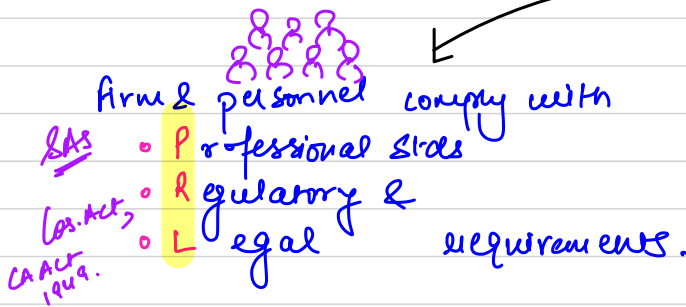 firm & personnel comply with
SAs
• Professional Stds
• Regulatory &
Cos. Act,
• Legal requirements.
CA Act
1949.